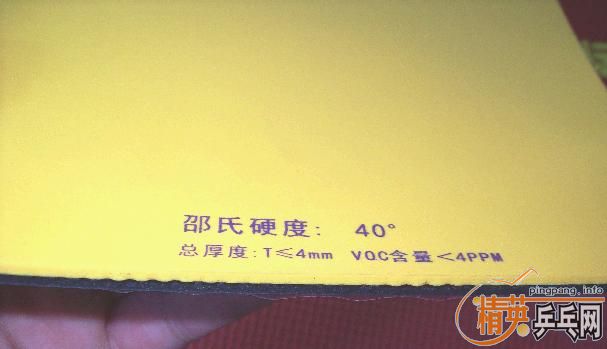 邵氏硬度: 40°
总厚度:T≤4mm VOC含量<4PPM
pingpang.info
精英乒乓网